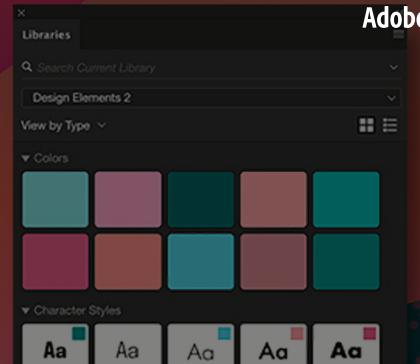 Adobe
Libraries
Search Current Library
Design Elements 2
View by Type
Colors
Character Styles
Aa Aa Aa Aa Aa